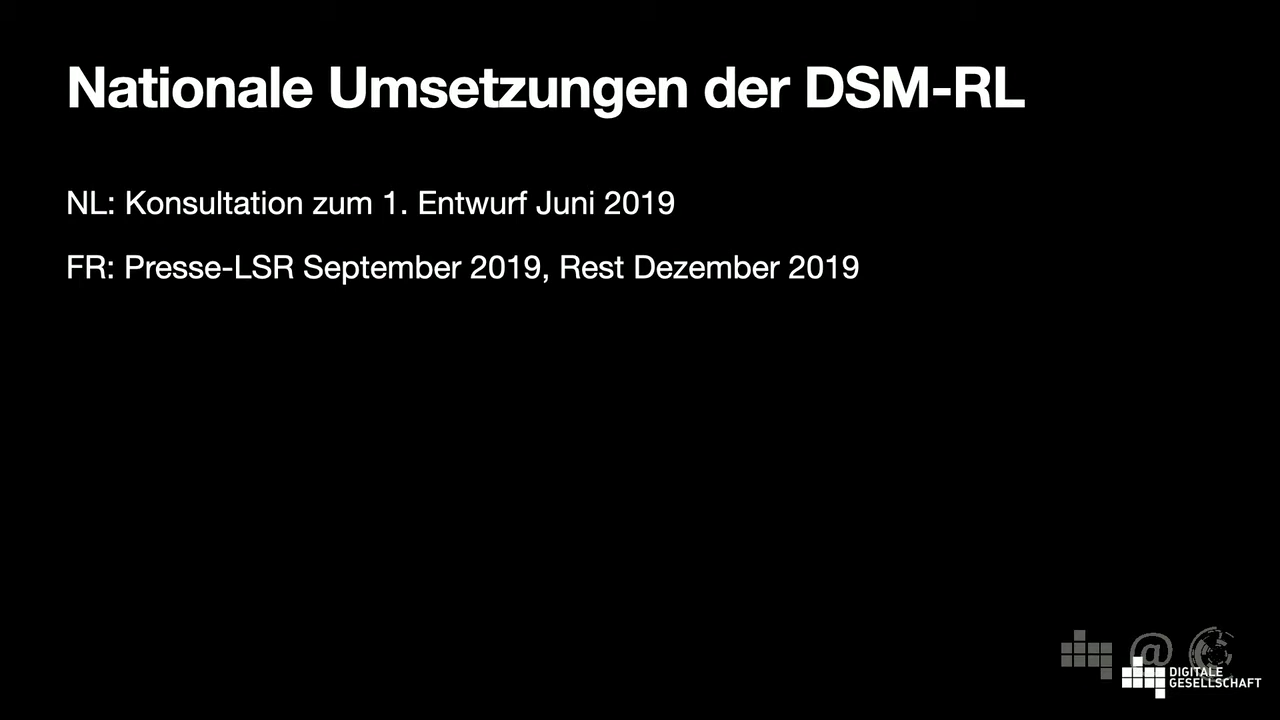 Nationale Umsetzungen der DSM-RL
NL: Konsultation zum 1. Entwurf Juni 2019
FR: Presse-LSR September 2019, Rest Dezember 2019
@
DIGITALE
GESELLSCHAFT